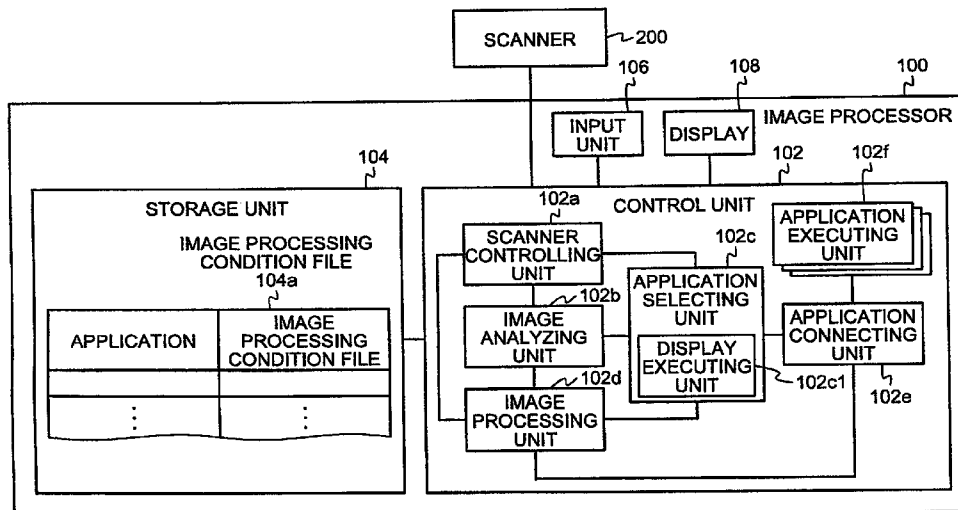 SCANNER
200
100
106
108
IMAGE PROCESSOR
INPUT
UNIT
DISPLAY
104
102
102f
STORAGE UNIT
CONTROL UNIT
102a
APPLICATION
EXECUTING
UNIT
IMAGE PROCESSING
CONDITION FILE
104a
SCANNER
CONTROLLING
UNIT
102c
102b
APPLICATION
SELECTING
UNIT
APPLICATION
IMAGE
PROCESSING
CONDITION FILE
IMAGE
ANALYZING
UNIT
APPLICATION
CONNECTING
UNIT
DISPLAY
EXECUTING
UNIT
102d
102c1
102e
IMAGE
PROCESSING
UNIT